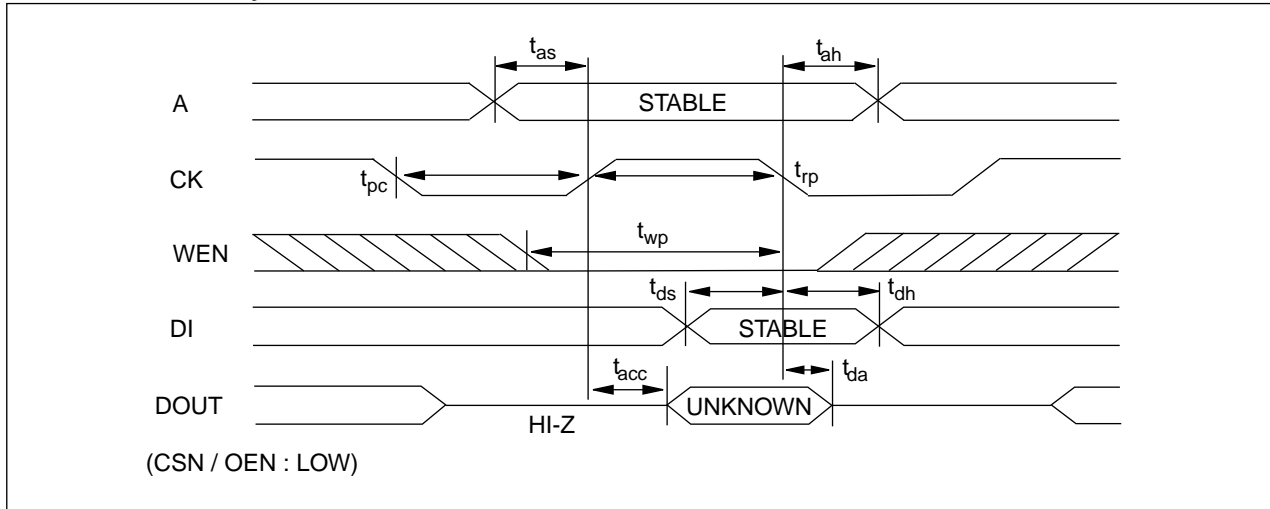 tas
tah
A
STABLE
CK
tpc
trp
WEN
twp
tds
tdh
DI
STABLE
tacc
tda
DOUT
UNKNOWN
HI-Z
(CSN / OEN : LOW)